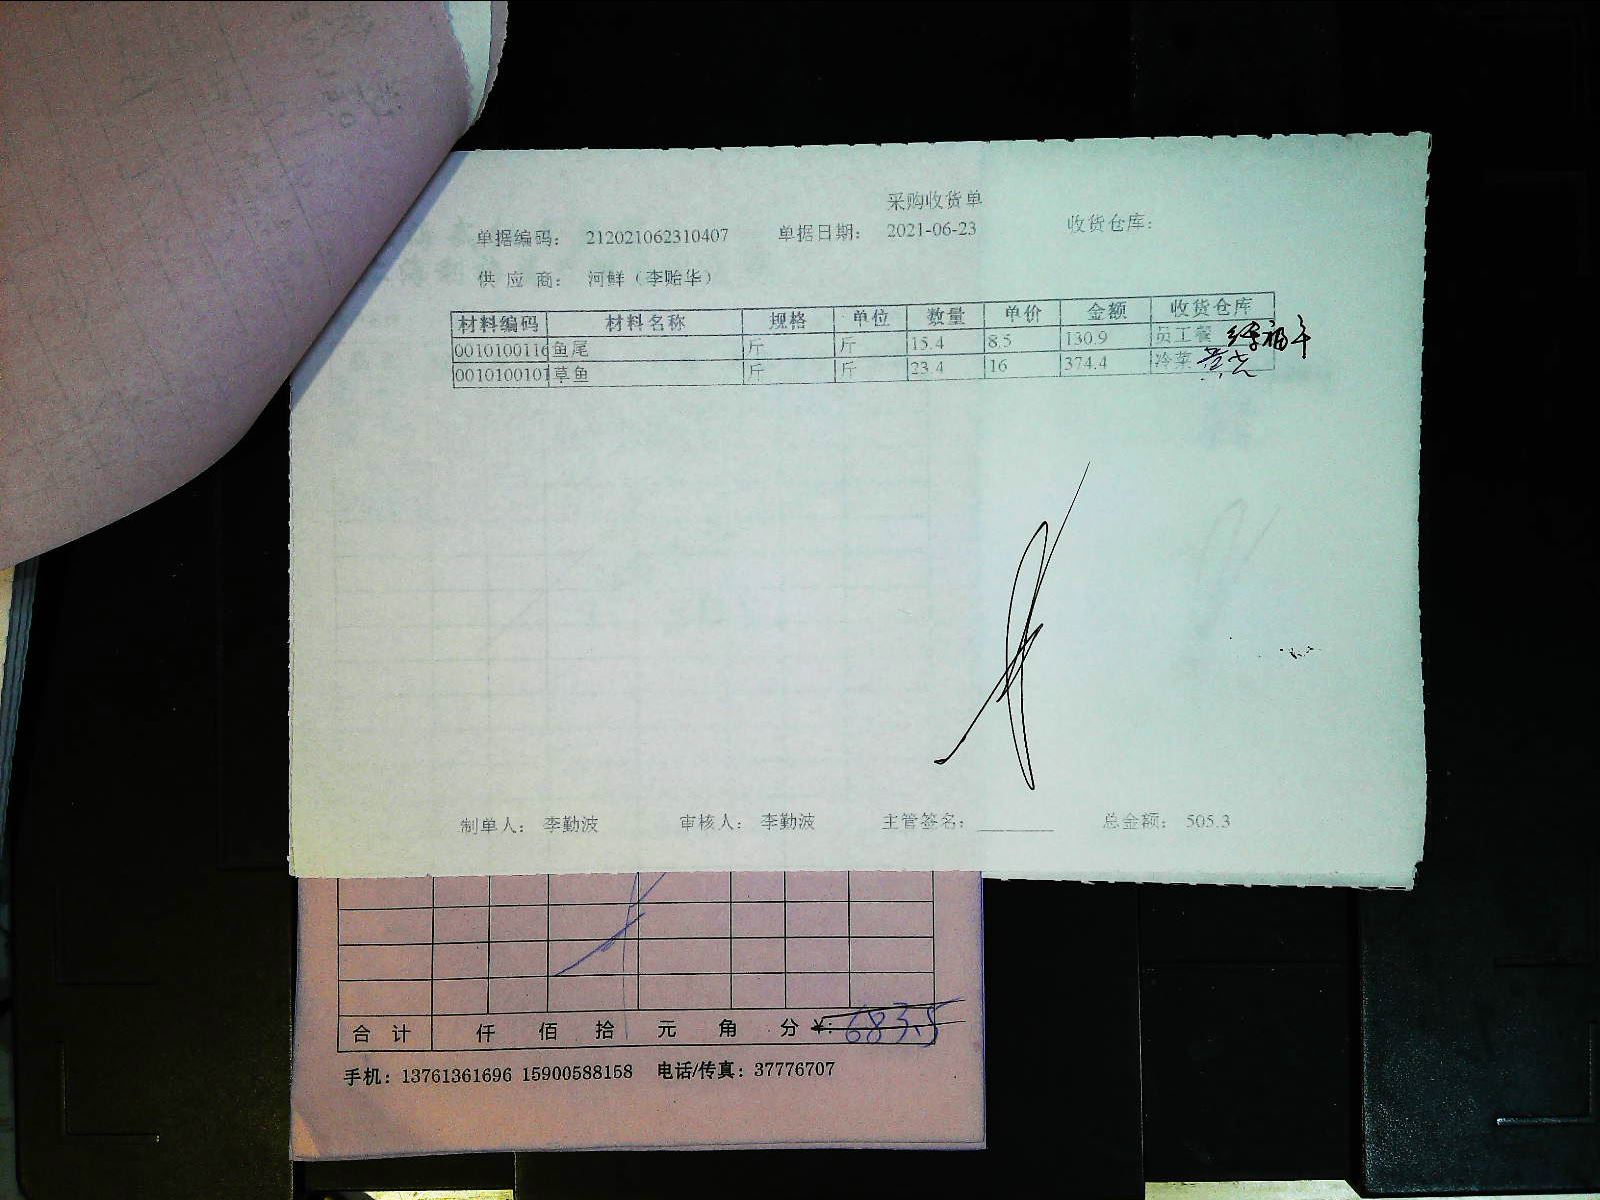 采购收货单
单据编码: 212021062310407 单据日期: 2021-06-23 收货仓库:
供 应 商: 河鲜(李贻华)
材料编码 材料名称 规格 单位 数量 单价 金额 收货仓库
0010100116 鱼尾 斤 斤 15.4 8.5 130.9 员工餐
0010100101 草鱼 斤 斤 23.4 16 374.4 冷菜
制单人: 李勤波 审核人: 李勤波 主管签名: 总金额: 505.3
合 计 仟 佰 拾 元 角 分 ¥: 683.5
手机: 13761361696 15900588158 电话/传真: 37776707